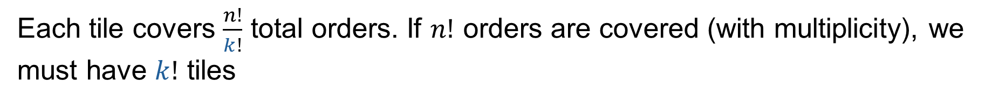 Each tile covers n!/k! total orders. If n! orders are covered (with multiplicity), we
must have k! tiles